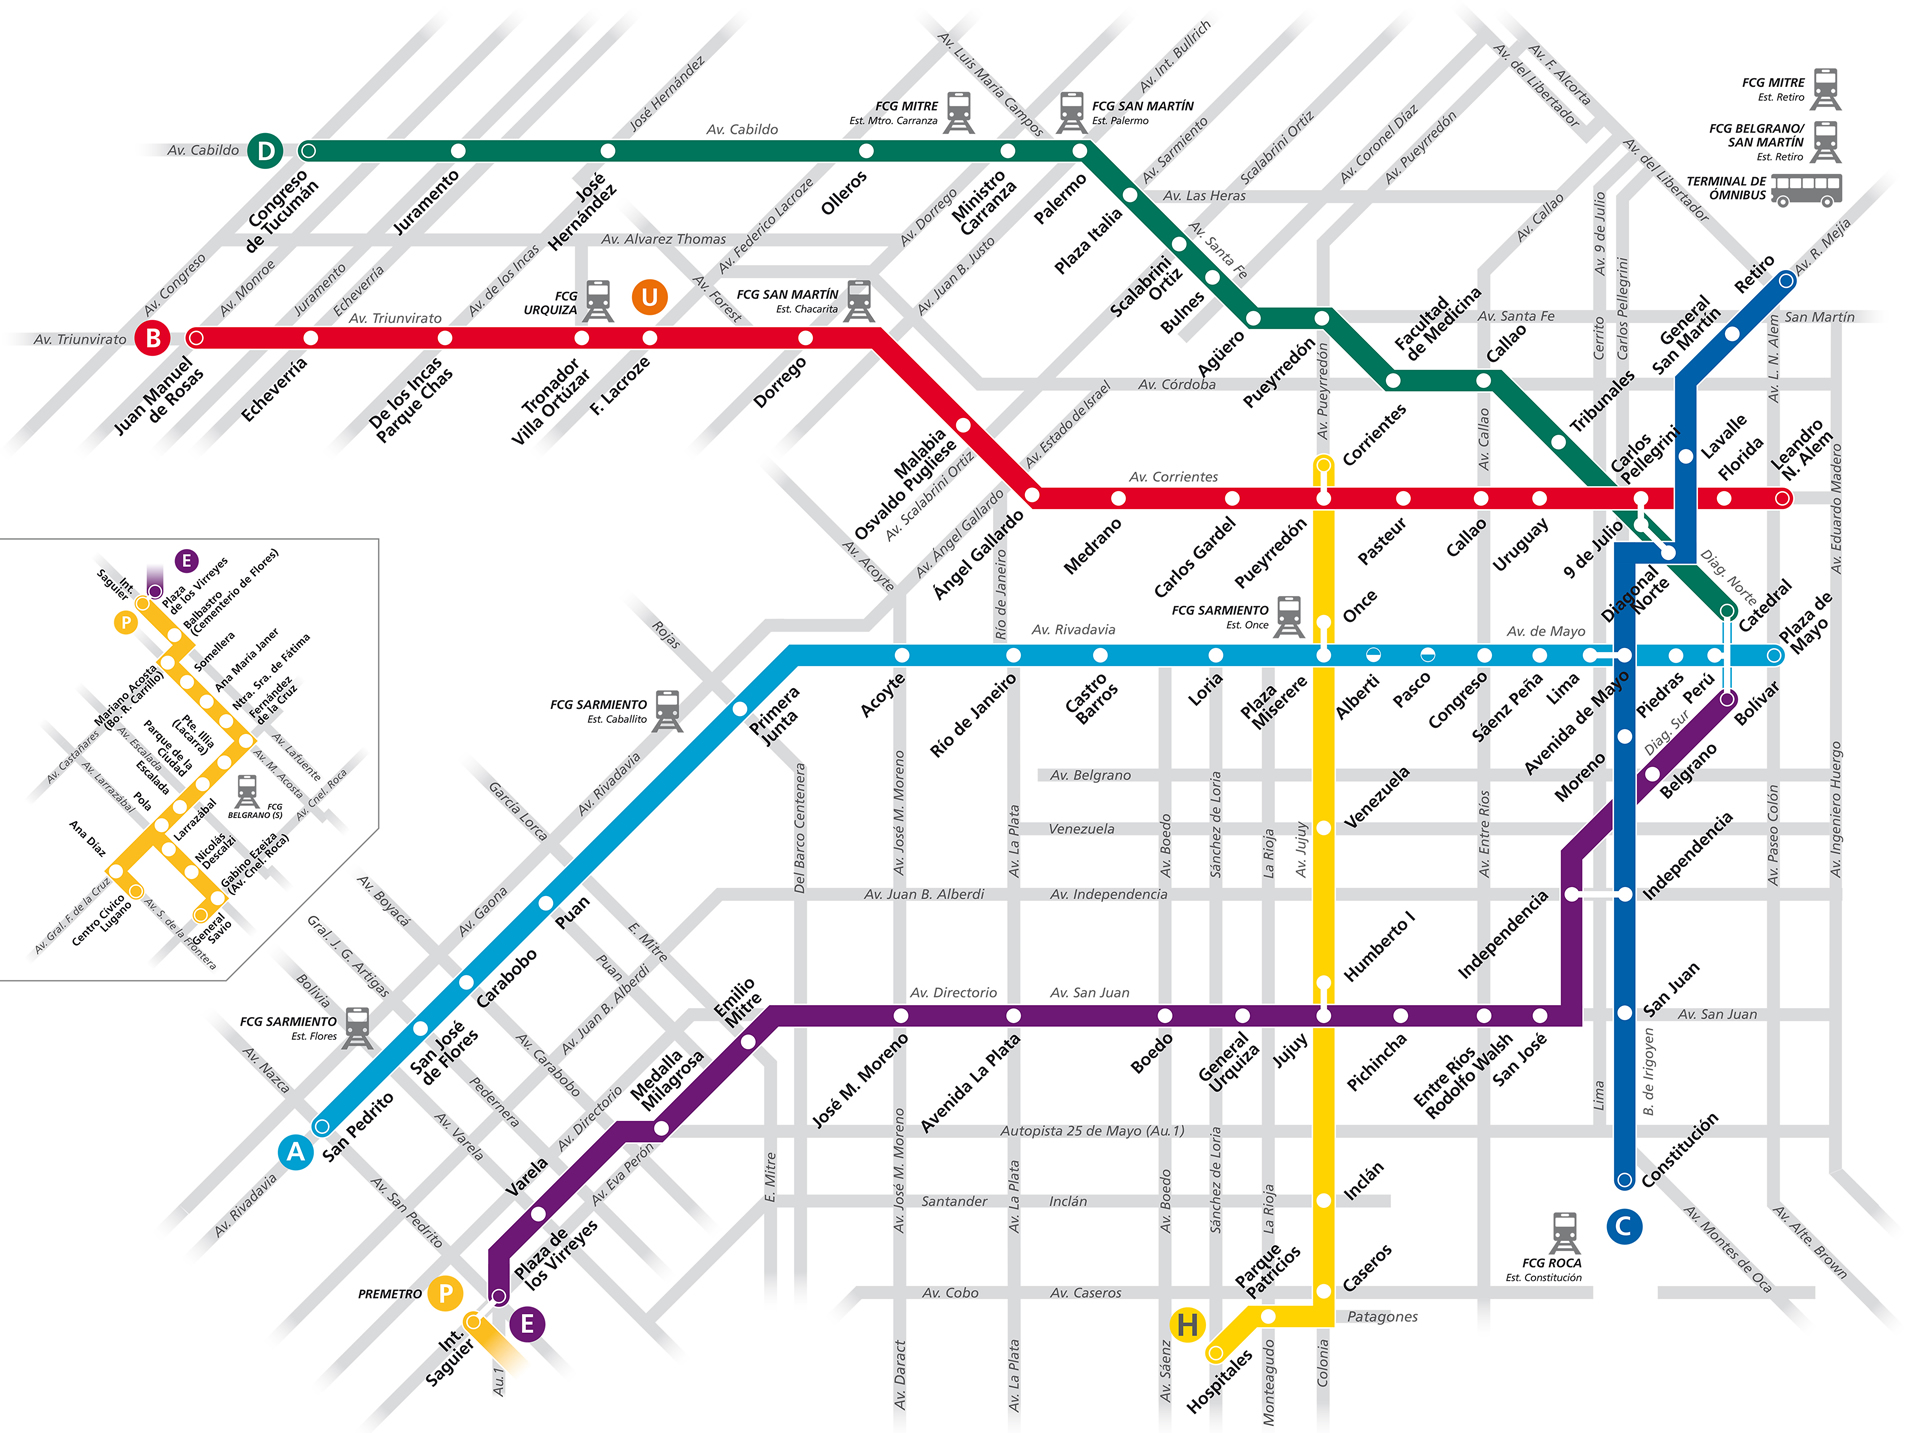 Av. Cabildo
D
Av. Cabildo
FCG MITRE
Est. Mtro. Carranza
FCG SAN MARTÍN
Est. Palermo
FCG MITRE
Est. Retiro
FCG BELGRANO/
SAN MARTÍN
Est. Retiro
TERMINAL DE
ÓMNIBUS
José Hernández
Av. Luis María Campos
Av. Int. Bullrich
Av. Sarmiento
Scalabrini Ortiz
Av. Coronel Díaz
Av. Pueyrredón
Av. del Libertador
Av. F. Alcorta
Av. del Libertador
Av. R. Mejía
Av. Las Heras
Av. Callao
Av. 9 de Julio
Carlos Pellegrini
Cerrito
Congreso
de Tucumán
Juramento
José
Hernández
Olleros
Ministro
Carranza
Palermo
Plaza Italia
Scalabrini
Ortiz
Bulnes
Agüero
Pueyrredón
Facultad
de Medicina
Callao
Tribunales
9 de Julio
Catedral
Av. Santa Fe
Av. Santa Fe
San Martín
Av. Alvarez Thomas
Av. Congreso
Av. Monroe
Juramento
Echeverría
Av. de los Incas
Av. Federico Lacroze
Av. Forest
Av. Dorrego
Av. Juan B. Justo
FCG
URQUIZA
U
FCG SAN MARTÍN
Est. Chacarita
Av. Triunvirato
B
Av. Triunvirato
Juan Manuel
de Rosas
Echeverría
De los Incas
Parque Chas
Tronador
Villa Ortúzar
F. Lacroze
Dorrego
Malabia
Osvaldo Pugliese
Ángel Gallardo
Medrano
Carlos Gardel
Pueyrredón
Pasteur
Callao
Uruguay
Carlos
Pellegrini
Florida
Leandro
N. Alem
Av. Córdoba
Av. Pueyrredón
Av. Callao
Av. L. N. Alem
Av. Estado de Israel
Av. Scalabrini Ortiz
Av. Ángel Gallardo
Av. Acoyte
Río de Janeiro
Av. Corrientes
Av. Eduardo Madero
Retiro
General
San Martín
Lavalle
Diagonal
Norte
Avenida de Mayo
Moreno
Independencia
San Juan
Constitución
C
FCG ROCA
Est. Constitución
Diag. Norte
Diag. Sur
Corrientes
Once
Venezuela
Humberto I
Inclán
Caseros
Parque
Patricios
Hospitales
H
FCG SARMIENTO
Est. Once
Av. Rivadavia
Av. de Mayo
Plaza de
Mayo
Perú
Piedras
Lima
Sáenz Peña
Congreso
Pasco
Alberti
Plaza
Miserere
Loria
Castro
Barros
Río de Janeiro
Acoyte
Primera
Junta
Puan
Carabobo
San José
de Flores
San Pedrito
A
FCG SARMIENTO
Est. Caballito
FCG SARMIENTO
Est. Flores
Rojas
Av. Rivadavia
García Lorca
Av. Gaona
Av. Boyacá
Gral. J. G. Artigas
Bolivia
Av. Nazca
Av. Rivadavia
Av. San Pedrito
Av. Varela
Pedernera
Av. Carabobo
Puan
E. Mitre
Av. Juan B. Alberdi
Av. Directorio
Av. Eva Perón
Del Barco Centenera
Av. José M. Moreno
Av. La Plata
Av. Boedo
Sánchez de Loria
La Rioja
Av. Jujuy
Av. Entre Ríos
Av. Paseo Colón
Av. Ingeniero Huergo
Av. Belgrano
Venezuela
Av. Juan B. Alberdi
Av. Independencia
Av. Directorio
Av. San Juan
Av. San Juan
Bolívar
Belgrano
Independencia
San José
Entre Ríos
Rodolfo Walsh
Pichincha
Jujuy
General
Urquiza
Boedo
Avenida La Plata
José M. Moreno
Emilio
Mitre
Medalla
Milagrosa
Varela
Plaza de
los Virreyes
E
PREMETRO
P
Int.
Saguier
Au.1
Autopista 25 de Mayo (Au.1)
Santander
Inclán
Av. Cobo
Av. Caseros
Patagones
E. Mitre
Av. José M. Moreno
Av. La Plata
Av. Boedo
Sánchez de Loria
La Rioja
Av. Daract
Av. La Plata
Av. Sáenz
Monteagudo
Colonia
Lima
B. de Irigoyen
Av. Montes de Oca
Av. Alte. Brown
E
Int.
Saguier
P
Plaza
de los Virreyes
Balbastro
(Cementerio de Flores)
Somellera
Mariano Acosta
(Bo. R. Carrillo)
Ana María Janer
Ntra. Sra. de Fátima
Fernández
de la Cruz
Pte. Illia
(Lacarra)
Parque de la
Ciudad
Escalada
Pola
Larrazábal
Ana Díaz
Centro Cívico
Lugano
Nicolás
Descalzi
Gabino Ezeiza
(Av. Cnel. Roca)
General
Savio
FCG
BELGRANO (S)
Av. Castañares
Av. Escalada
Av. Larrazábal
Av. Lafuente
Av. M. Acosta
Av. Cnel. Roca
Av. Gral. F. de la Cruz
Av. S. de la Frontera